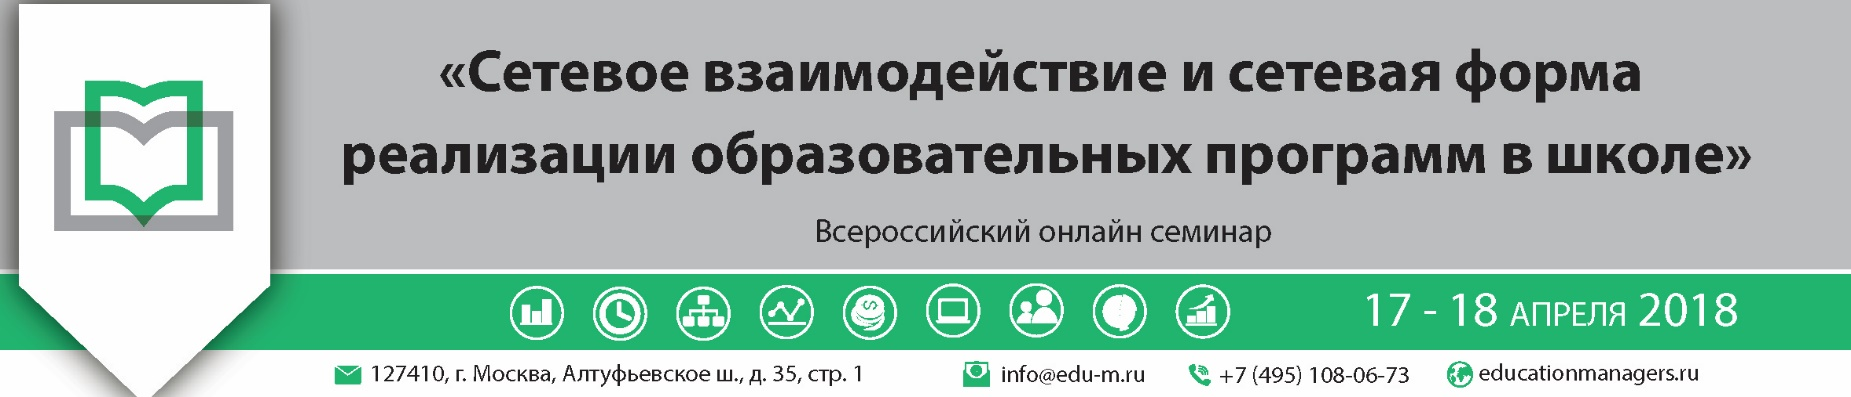 «Сетевое взаимодействие и сетевая форма
реализации образовательных программ в школе»
Всероссийский онлайн семинар
17 - 18 АПРЕЛЯ 2018
127410, г. Москва, Алтуфьевское ш., д. 35, стр. 1 info@edu-m.ru +7 (495) 108-06-73 educationmanagers.ru